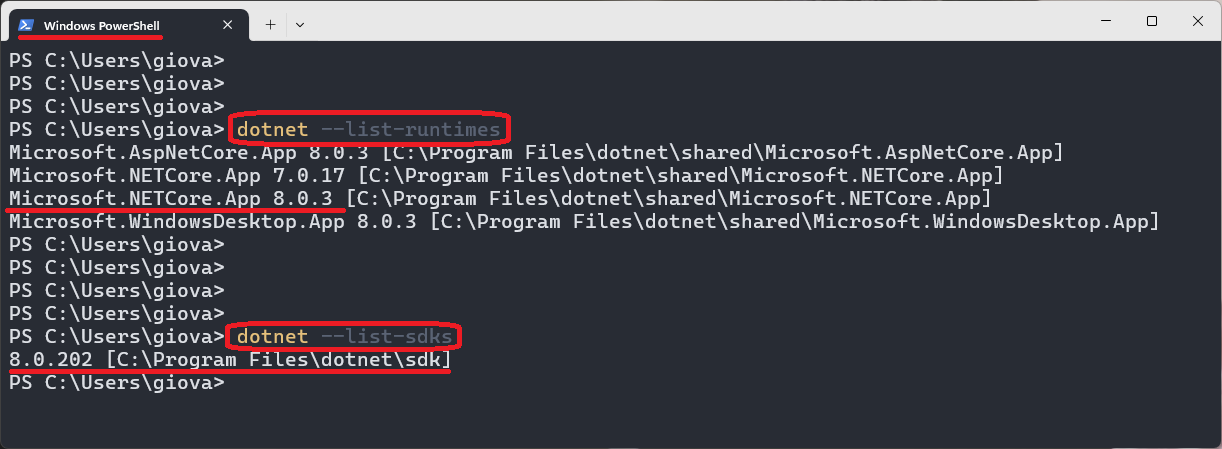 Windows PowerShell
PS C:\Users\giova>
PS C:\Users\giova>
PS C:\Users\giova>
PS C:\Users\giova> dotnet --list-runtimes
Microsoft.AspNetCore.App 8.0.3 [C:\Program Files\dotnet\shared\Microsoft.AspNetCore.App]
Microsoft.NETCore.App 7.0.17 [C:\Program Files\dotnet\shared\Microsoft.NETCore.App]
Microsoft.NETCore.App 8.0.3 [C:\Program Files\dotnet\shared\Microsoft.NETCore.App]
Microsoft.WindowsDesktop.App 8.0.3 [C:\Program Files\dotnet\shared\Microsoft.WindowsDesktop.App]
PS C:\Users\giova>
PS C:\Users\giova>
PS C:\Users\giova>
PS C:\Users\giova>
PS C:\Users\giova> dotnet --list-sdks
8.0.202 [C:\Program Files\dotnet\sdk]
PS C:\Users\giova>